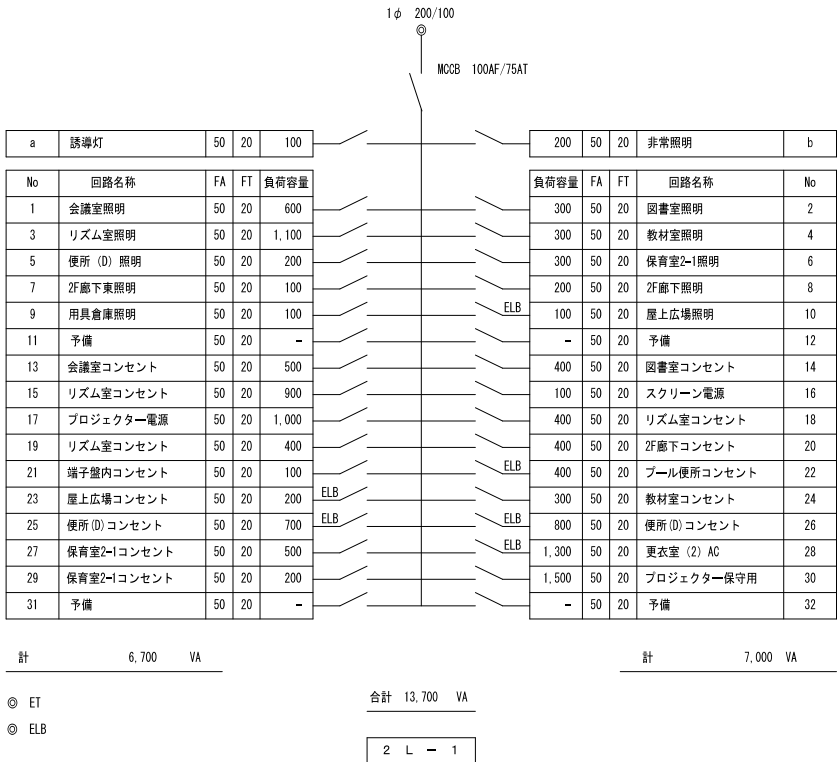 1φ 200/100
MCCB 100AF/75AT
a 誘導灯 50 20 100 200 50 20 非常照明 b
No 回路名称 FA FT 負荷容量 負荷容量 FA FT 回路名称 No
1 会議室照明 50 20 600 300 50 20 図書室照明 2
3 リズム室照明 50 20 1,100 300 50 20 教材室照明 4
5 便所 (D) 照明 50 20 200 300 50 20 保育室2-1照明 6
7 2F廊下東照明 50 20 100 200 50 20 2F廊下照明 8
9 用具倉庫照明 50 20 100 ELB 100 50 20 屋上広場照明 10
11 予備 50 20 - - 50 20 予備 12
13 会議室コンセント 50 20 500 400 50 20 図書室コンセント 14
15 リズム室コンセント 50 20 900 100 50 20 スクリーン電源 16
17 プロジェクター電源 50 20 1,000 400 50 20 リズム室コンセント 18
19 リズム室コンセント 50 20 400 400 50 20 2F廊下コンセント 20
21 端子盤内コンセント 50 20 100 ELB 400 50 20 プール便所コンセント 22
23 屋上広場コンセント 50 20 200 ELB 300 50 20 教材室コンセント 24
25 便所(D)コンセント 50 20 700 ELB ELB 800 50 20 便所(D)コンセント 26
27 保育室2-1コンセント 50 20 500 ELB 1,300 50 20 更衣室 (2) AC 28
29 保育室2-1コンセント 50 20 200 1,500 50 20 プロジェクター保守用 30
31 予備 50 20 - - 50 20 予備 32
計 6,700 VA 計 7,000 VA
◎ ET
合計 13,700 VA
◎ ELB
2 L - 1